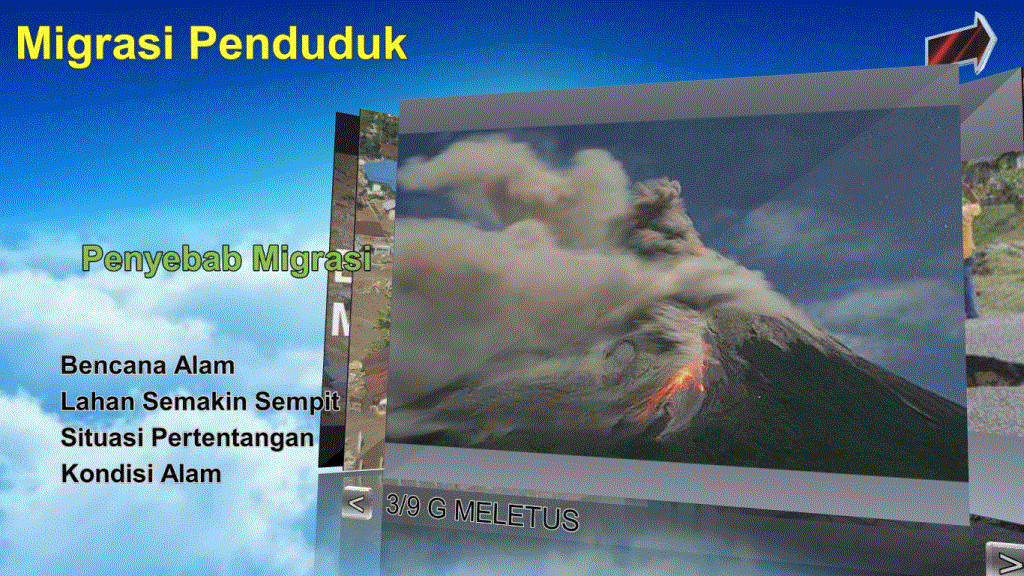 Migrasi Penduduk
Penyebab Migrasi
M
Bencana Alam
Lahan Semakin Sempit
Situasi Pertentangan
Kondisi Alam
< 3/9 G MELETUS
>